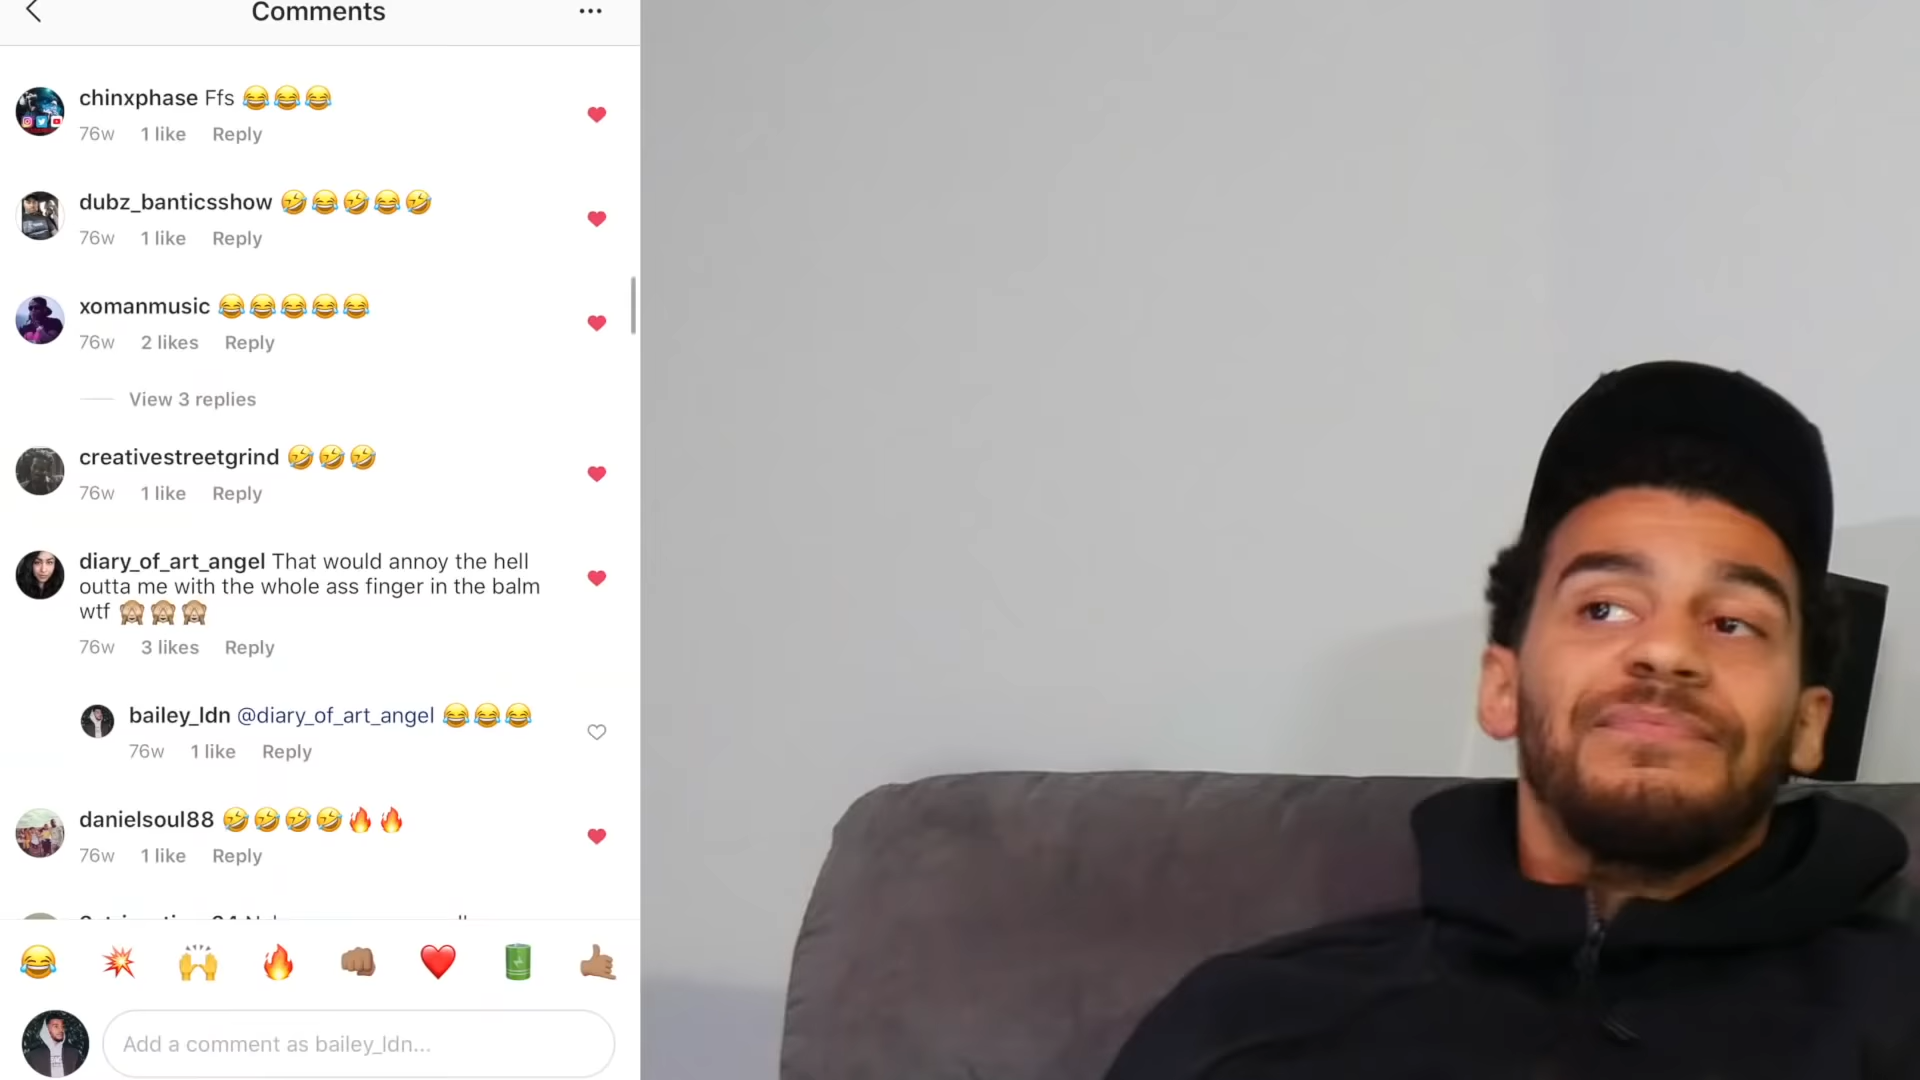 Comments
chinxphase Ffs 😂😂😂
76w 1 like Reply
dubz_banticsshow 🤣😂🤣😂🤣
76w 1 like Reply
xomanmusic 😂😂😂😂😂
76w 2 likes Reply
View 3 replies
creativestreetgrind 🤣🤣🤣
76w 1 like Reply
diary_of_art_angel That would annoy the hell
outta me with the whole ass finger in the balm
wtf 🙈🙈🙈
76w 3 likes Reply
bailey_ldn @diary_of_art_angel 😂😂😂
76w 1 like Reply
danielsoul88 🤣🤣🤣🤣🔥🔥
76w 1 like Reply
Add a comment as bailey_ldn...